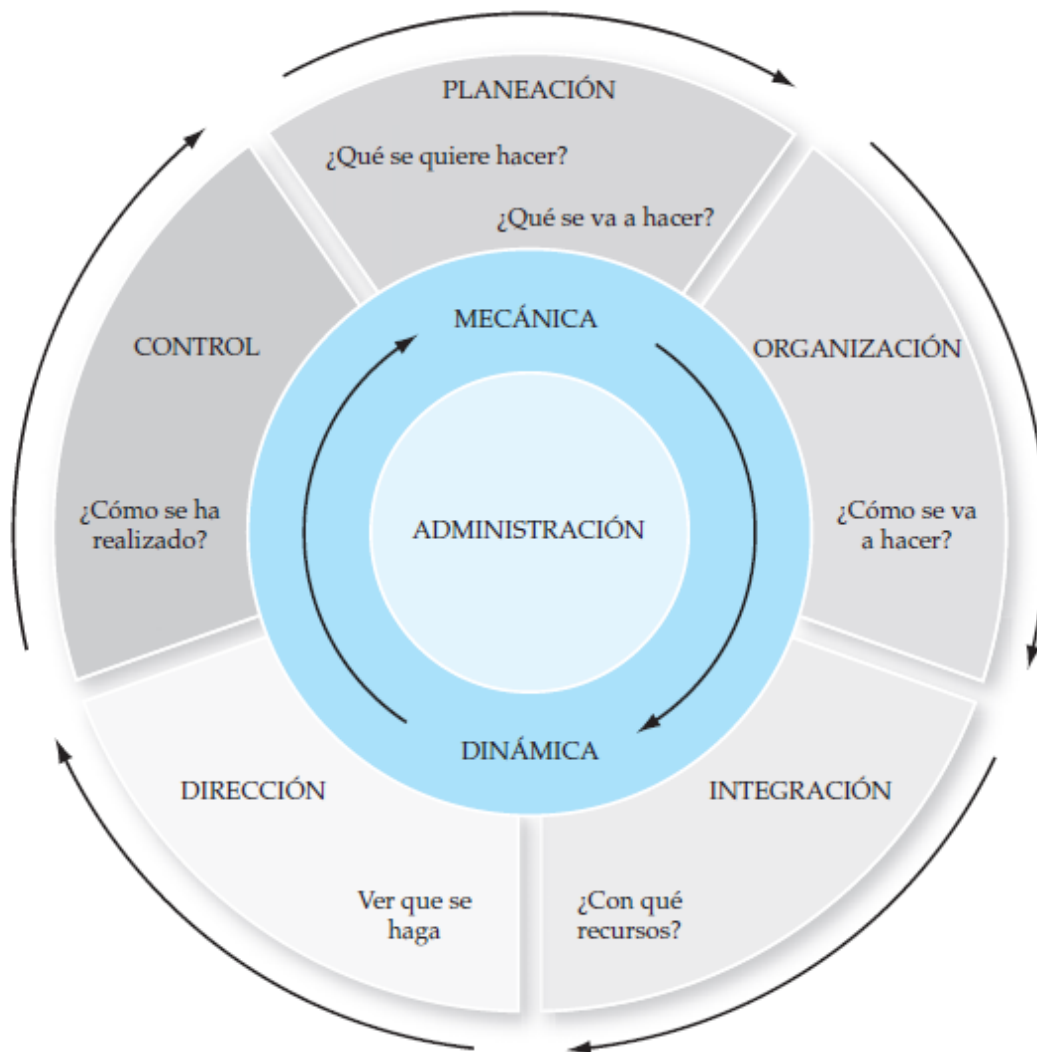 PLANEACIÓN
¿Qué se quiere hacer?
¿Qué se va a hacer?
MECÁNICA
CONTROL
ORGANIZACIÓN
¿Cómo se ha
realizado?
ADMINISTRACIÓN
¿Cómo se va
a hacer?
DINÁMICA
DIRECCIÓN
INTEGRACIÓN
Ver que se
haga
¿Con qué
recursos?